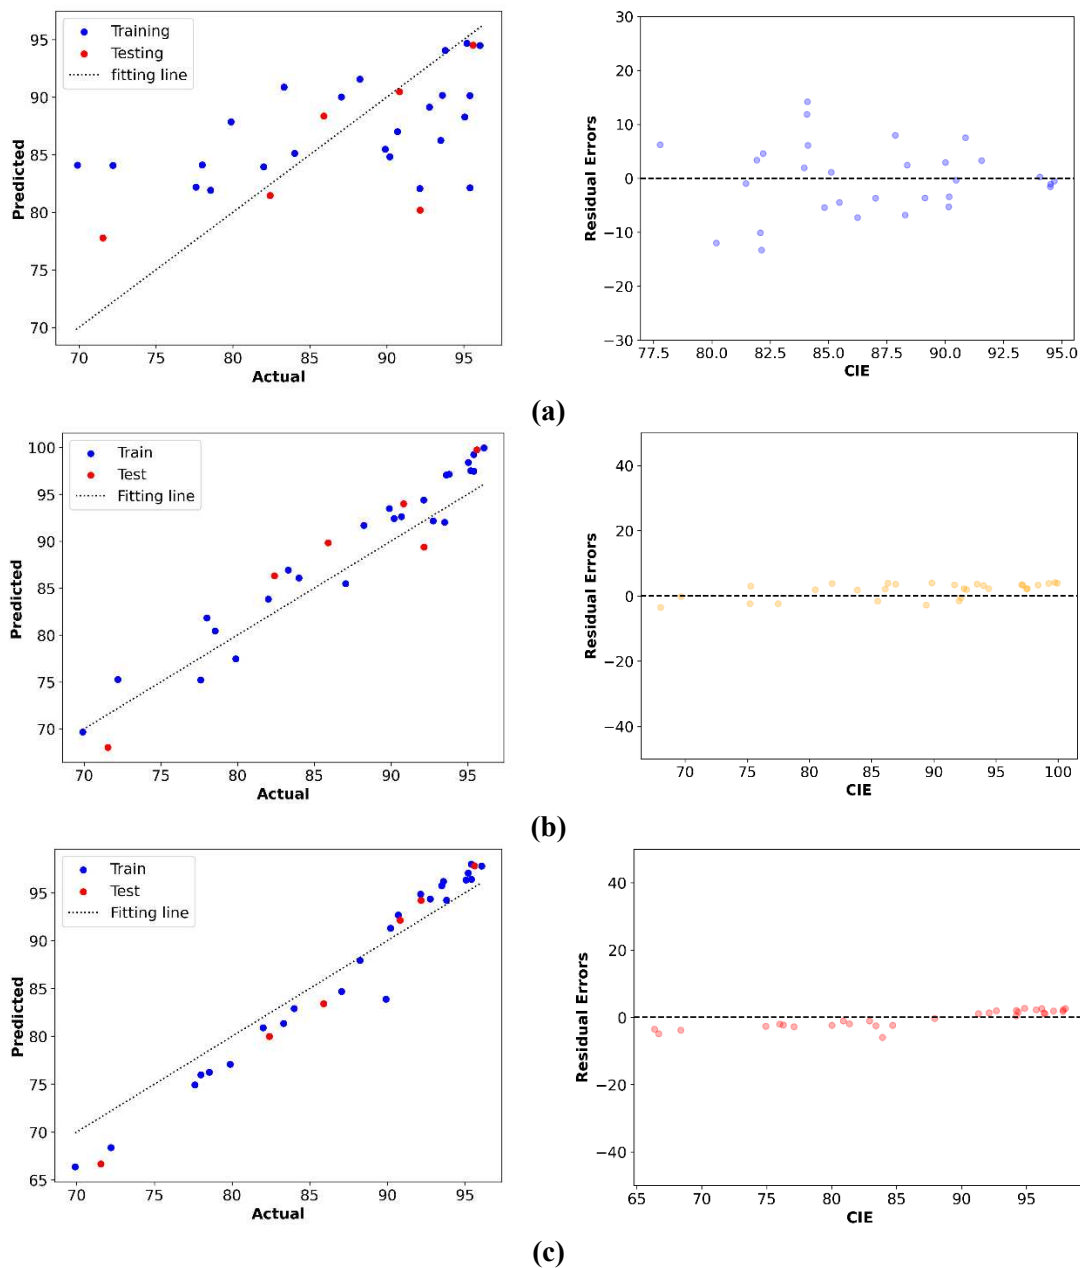 Training
Testing
fitting line
95
90
85
80
75
70
Predicted
70 75 80 85 90 95
Actual
30
20
10
0
−10
−20
−30
Residual Errors
77.5 80.0 82.5 85.0 87.5 90.0 92.5 95.0
CIE
(a)
Train
Test
Fitting line
100
95
90
85
80
75
70
Predicted
70 75 80 85 90 95
Actual
40
20
0
−20
−40
Residual Errors
70 75 80 85 90 95 100
CIE
(b)
Train
Test
Fitting line
95
90
85
80
75
70
65
Predicted
70 75 80 85 90 95
Actual
40
20
0
−20
−40
Residual Errors
65 70 75 80 85 90 95
CIE
(c)